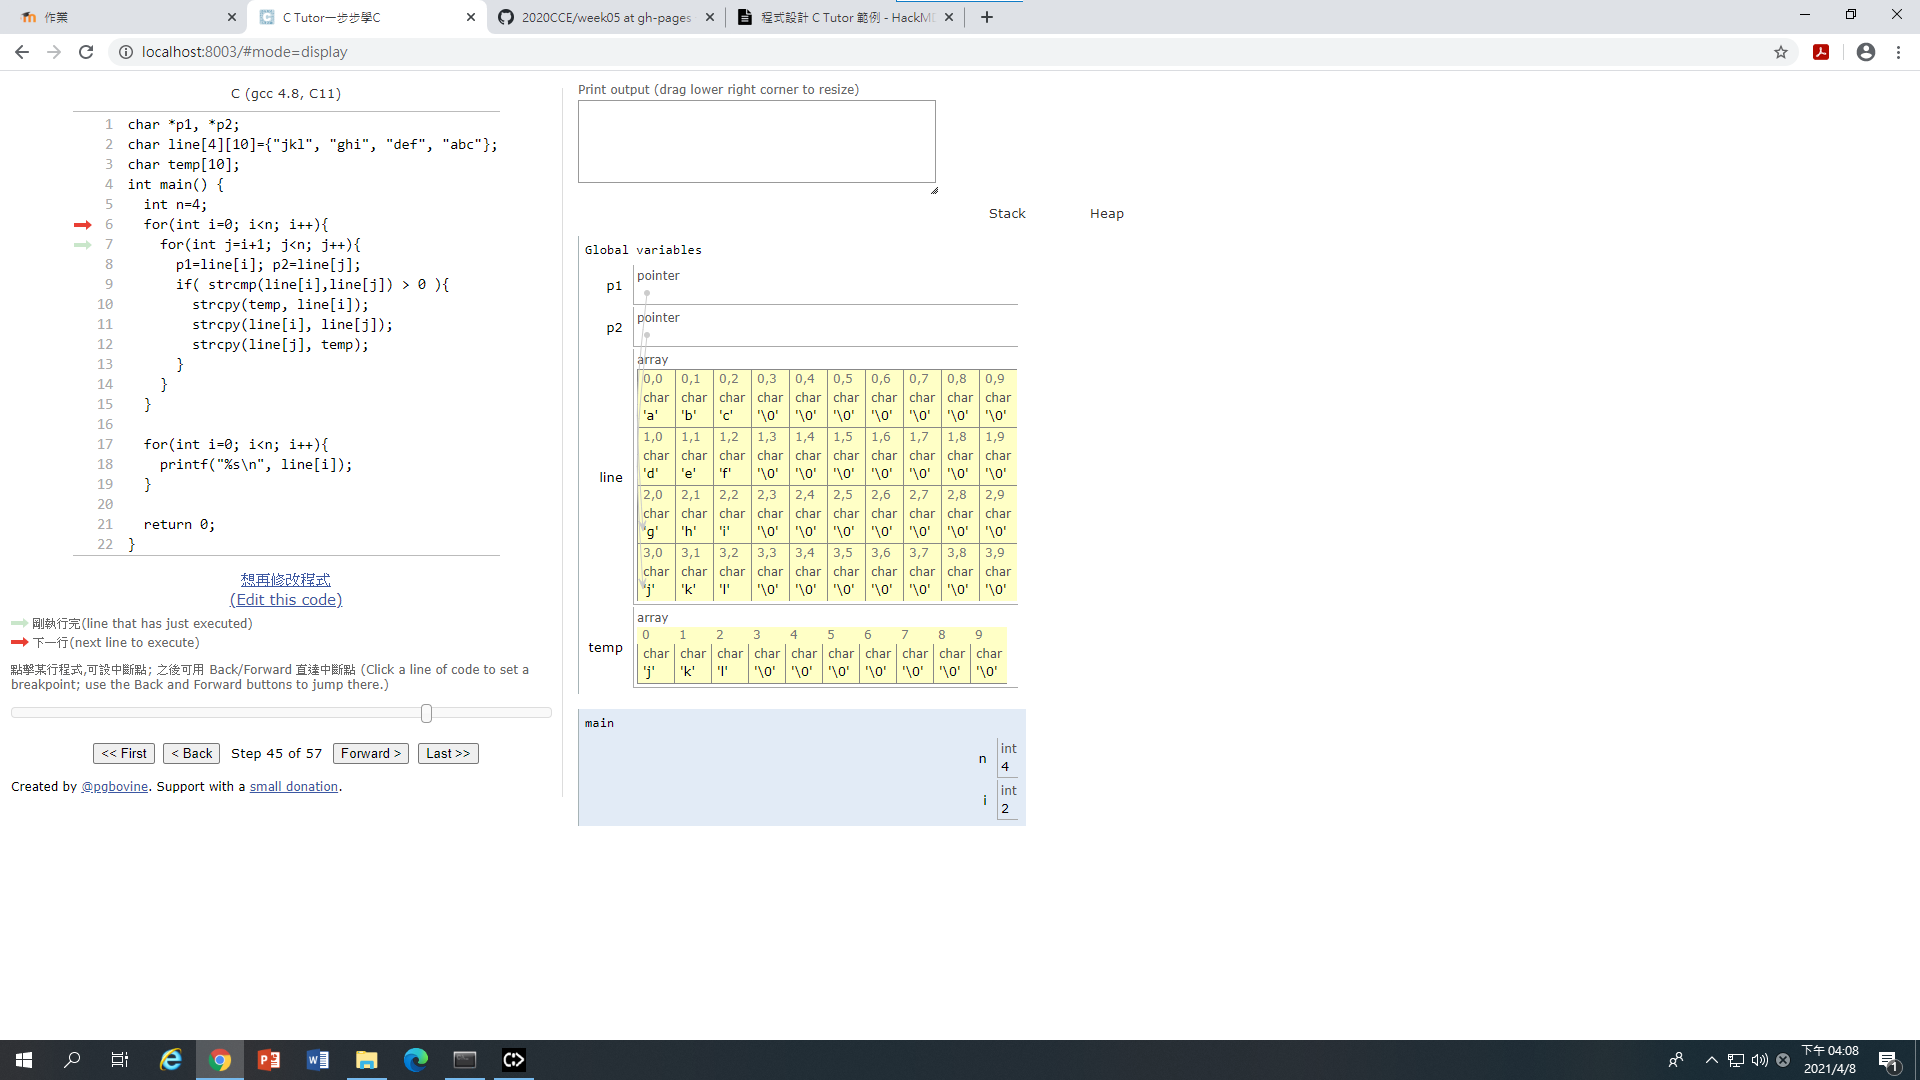 作業
C Tutor一步步學C
2020CCE/week05 at gh-pages
程式設計 C Tutor 範例 - HackM
localhost:8003/#mode=display
C (gcc 4.8, C11)
1 char *p1, *p2;
2 char line[4][10]={"jkl", "ghi", "def", "abc"};
3 char temp[10];
4 int main() {
5 int n=4;
6 for(int i=0; i<n; i++){
7 for(int j=i+1; j<n; j++){
8 p1=line[i]; p2=line[j];
9 if( strcmp(line[i],line[j]) > 0 ){
10 strcpy(temp, line[i]);
11 strcpy(line[i], line[j]);
12 strcpy(line[j], temp);
13 }
14 }
15 }
16
17 for(int i=0; i<n; i++){
18 printf("%s\n", line[i]);
19 }
20
21 return 0;
22 }
想再修改程式
(Edit this code)
剛執行完(line that has just executed)
下一行(next line to execute)
點擊某行程式,可設中斷點; 之後可用 Back/Forward 直達中斷點 (Click a line of code to set a
breakpoint; use the Back and Forward buttons to jump there.)
<< First < Back Step 45 of 57 Forward > Last >>
Created by @pgbovine. Support with a small donation.
Print output (drag lower right corner to resize)
Stack Heap
Global variables
p1 pointer
p2 pointer
line array
0,0 0,1 0,2 0,3 0,4 0,5 0,6 0,7 0,8 0,9
char char char char char char char char char char
'a' 'b' 'c' '\0' '\0' '\0' '\0' '\0' '\0' '\0'
1,0 1,1 1,2 1,3 1,4 1,5 1,6 1,7 1,8 1,9
char char char char char char char char char char
'd' 'e' 'f' '\0' '\0' '\0' '\0' '\0' '\0' '\0'
2,0 2,1 2,2 2,3 2,4 2,5 2,6 2,7 2,8 2,9
char char char char char char char char char char
'g' 'h' 'i' '\0' '\0' '\0' '\0' '\0' '\0' '\0'
3,0 3,1 3,2 3,3 3,4 3,5 3,6 3,7 3,8 3,9
char char char char char char char char char char
'j' 'k' 'l' '\0' '\0' '\0' '\0' '\0' '\0' '\0'
temp array
0 1 2 3 4 5 6 7 8 9
char char char char char char char char char char
'j' 'k' 'l' '\0' '\0' '\0' '\0' '\0' '\0' '\0'
main
n int
4
i int
2
下午 04:08
2021/4/8
1